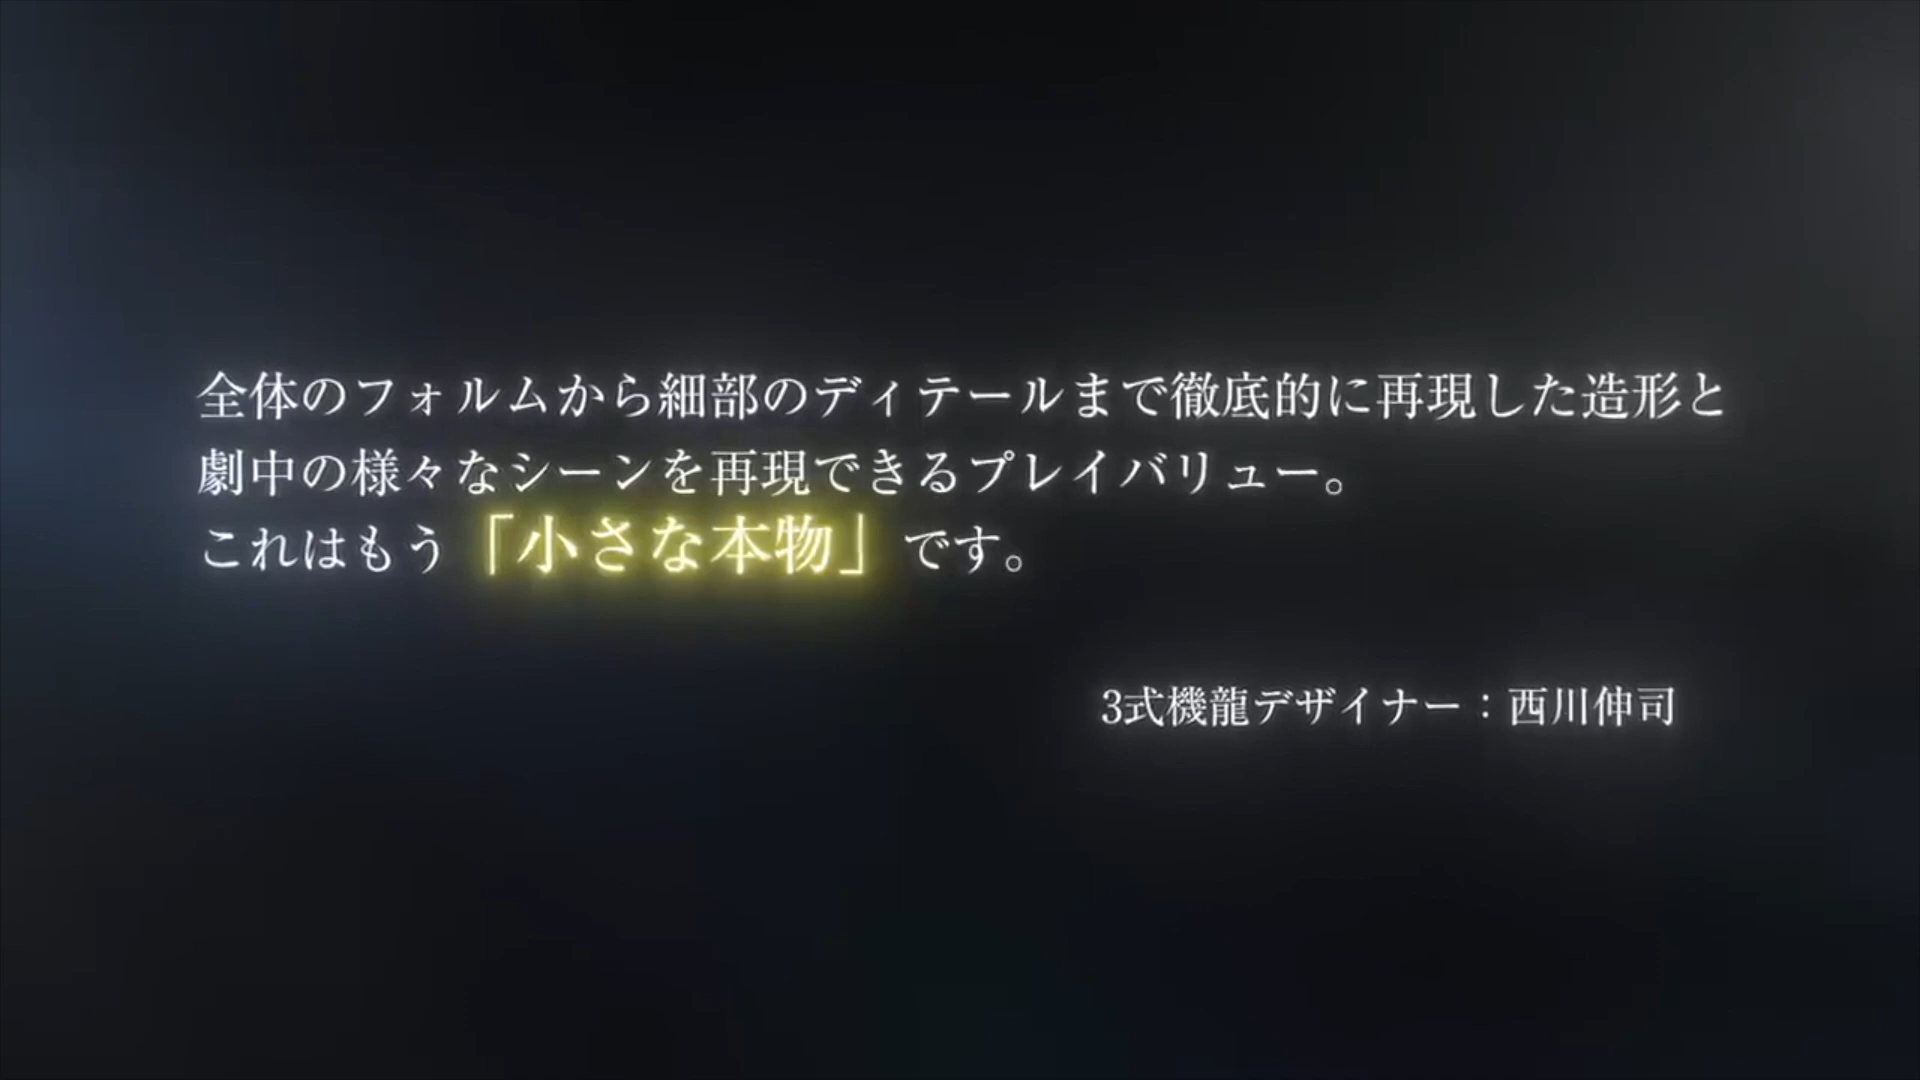 全体のフォルムから細部のディテールまで徹底的に再現した造形と
劇中の様々なシーンを再現できるプレイバリュー。
これはもう「小さな本物」です。
3式機龍デザイナー：西川伸司